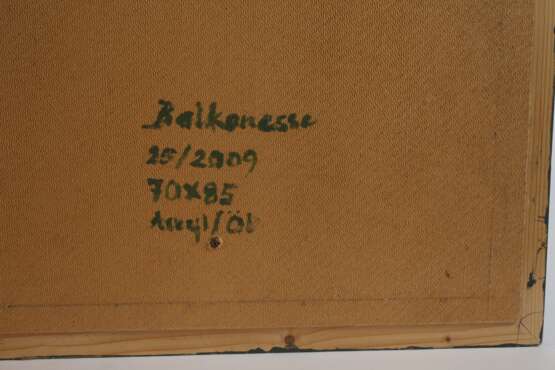 Balkonesse
25/2009
70x85
Acryl/Öl